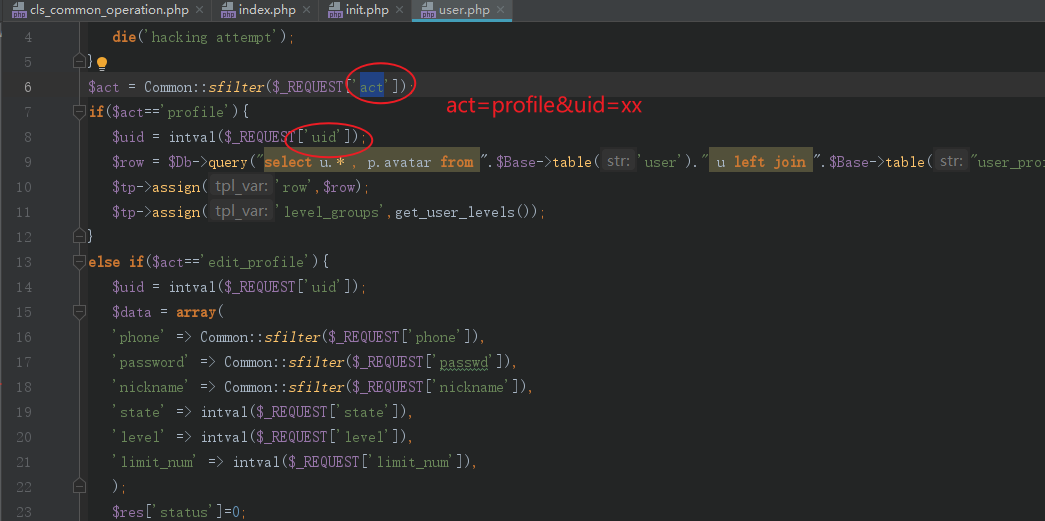 cls_common_operation.php × index.php × init.php × user.php ×
4 die('hacking attempt');
5 }
6 $act = Common::sfilter($_REQUEST['act']);
act=profile&uid=xx
7 if($act=='profile'){
8 $uid = intval($_REQUEST['uid']);
9 $row = $Db->query("select u.* , p.avatar from ".$Base->table( str: 'user')." u left join ".$Base->table( str: "user_pro
10 $tp->assign( tpl_var: 'row',$row);
11 $tp->assign( tpl_var: 'level_groups',get_user_levels());
12 }
13 else if($act=='edit_profile'){
14 $uid = intval($_REQUEST['uid']);
15 $data = array(
16 'phone' => Common::sfilter($_REQUEST['phone']),
17 'password' => Common::sfilter($_REQUEST['passwd']),
18 'nickname' => Common::sfilter($_REQUEST['nickname']),
19 'state' => intval($_REQUEST['state']),
20 'level' => intval($_REQUEST['level']),
21 'limit_num' => intval($_REQUEST['limit_num']),
22 );
23 $res['status']=0;